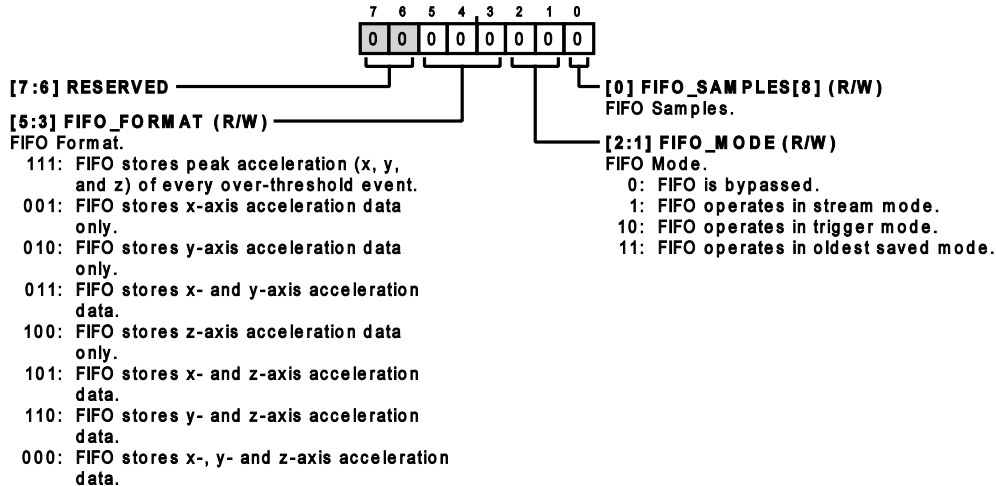 7 6 5 4 3 2 1 0
0 0 0 0 0 0 0 0
[7:6] RESERVED
[5:3] FIFO_FORMAT (R/W)
FIFO Format.
111: FIFO stores peak acceleration (x, y,
and z) of every over-threshold event.
001: FIFO stores x-axis acceleration data
only.
010: FIFO stores y-axis acceleration data
only.
011: FIFO stores x- and y-axis acceleration
data.
100: FIFO stores z-axis acceleration data
only.
101: FIFO stores x- and z-axis acceleration
data.
110: FIFO stores y- and z-axis acceleration
data.
000: FIFO stores x-, y- and z-axis acceleration
data.
[0] FIFO_SAMPLES[8] (R/W)
FIFO Samples.
[2:1] FIFO_MODE (R/W)
FIFO Mode.
0: FIFO is bypassed.
1: FIFO operates in stream mode.
10: FIFO operates in trigger mode.
11: FIFO operates in oldest saved mode.